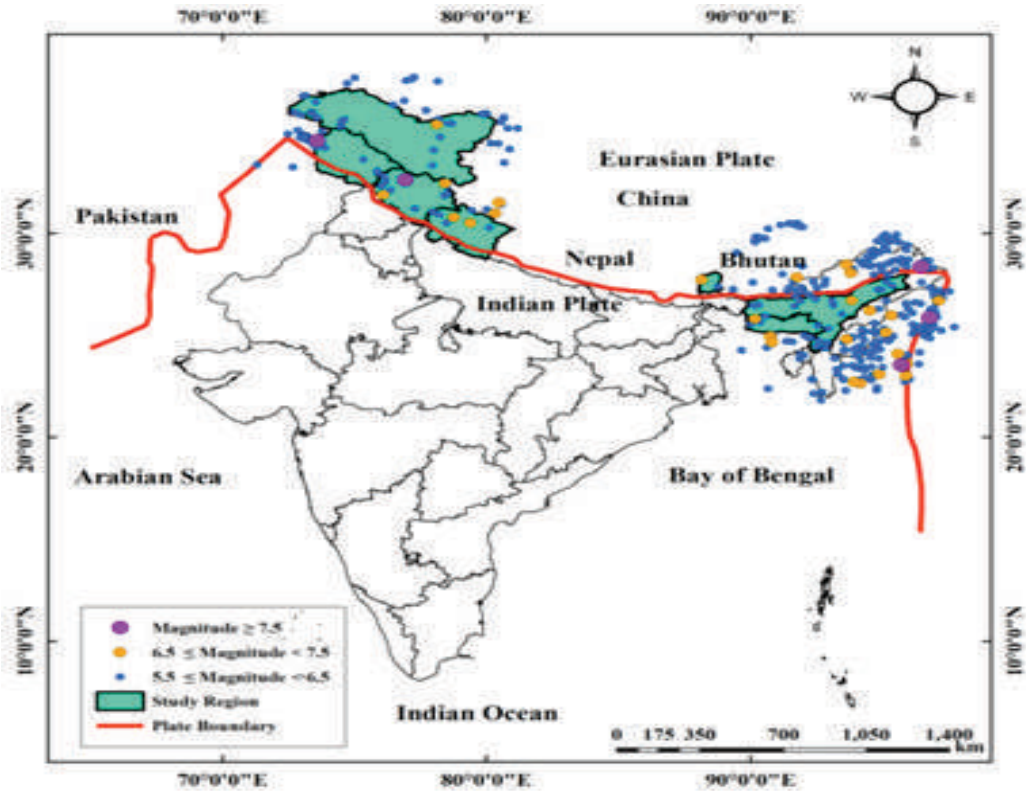 70°0'0"E 80°0'0"E 90°0'0"E
N
W E
S
Eurasian Plate
China
Pakistan
30°0'0"N 30°0'0"N
Nepal Bhutan
Indian Plate
20°0'0"N 20°0'0"N
Arabian Sea Bay of Bengal
Magnitude ≥ 7.5
6.5 ≤ Magnitude < 7.5
10°0'0"N 10°0'0"N
5.5 ≤ Magnitude <6.5
Study Region
Indian Ocean
Plate Boundary
0 175 350 700 1,050 1,400
km
70°0'0"E 80°0'0"E 90°0'0"E